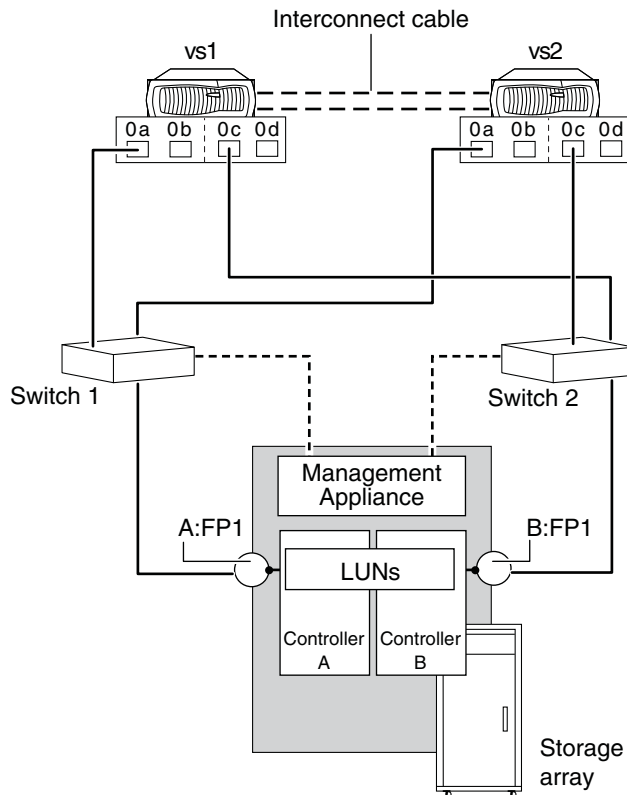 Interconnect cable
vs1
vs2
0a 0b 0c 0d
0a 0b 0c 0d
Switch 1
Switch 2
Management
Appliance
A:FP1
B:FP1
LUNs
Controller
A
Controller
B
Storage
array